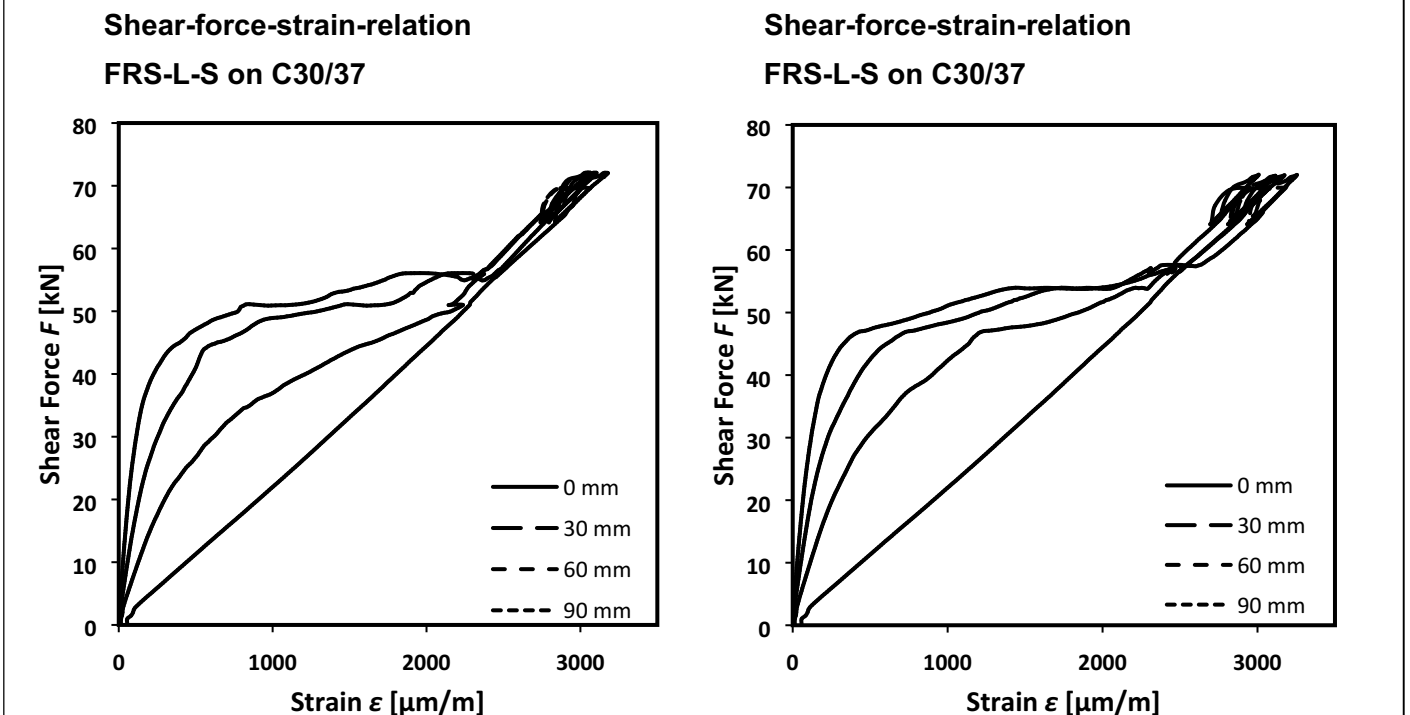 Shear-force-strain-relation
FRS-L-S on C30/37
80
70
60
50
40
30
20
10
0
Shear Force F [kN]
0 mm
30 mm
60 mm
90 mm
0 1000 2000 3000
Strain ε [µm/m]
Shear-force-strain-relation
FRS-L-S on C30/37
80
70
60
50
40
30
20
10
0
Shear Force F [kN]
0 mm
30 mm
60 mm
90 mm
0 1000 2000 3000
Strain ε [µm/m]